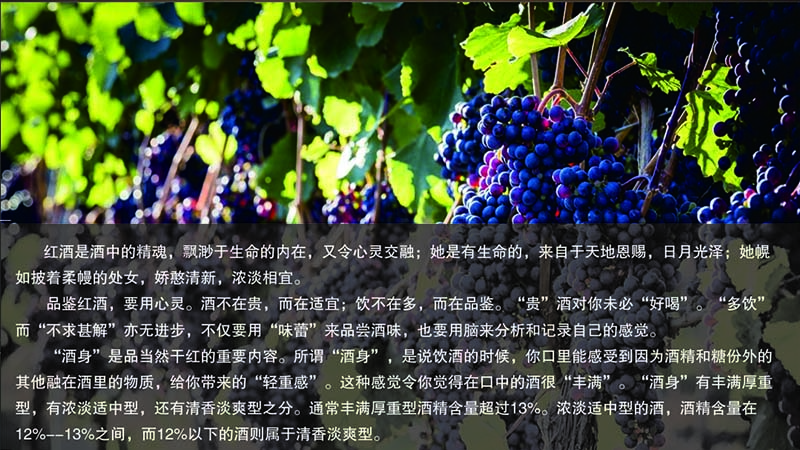 红酒是酒中的精魂，飘渺于生命的内在，又令心灵交融；她是有生命的，来自于天地恩赐，日月光泽；她幌
如披着柔幔的处女，娇憨清新，浓淡相宜。
品鉴红酒，要用心灵。酒不在贵，而在适宜；饮不在多，而在品鉴。“贵”酒对你未必“好喝”。“多饮”
而“不求甚解”亦无进步，不仅要用“味蕾”来品尝酒味，也要用脑来分析和记录自己的感觉。
“酒身”是品当然干红的重要内容。所谓“酒身”，是说饮酒的时候，你口里能感受到因为酒精和糖份外的
其他融在酒里的物质，给你带来的“轻重感”。这种感觉令你觉得在口中的酒很“丰满”。“酒身”有丰满厚重
型，有浓淡适中型，还有清香淡爽型之分。通常丰满厚重型酒精含量超过13%。浓淡适中型的酒，酒精含量在
12%--13%之间，而12%以下的酒则属于清香淡爽型。